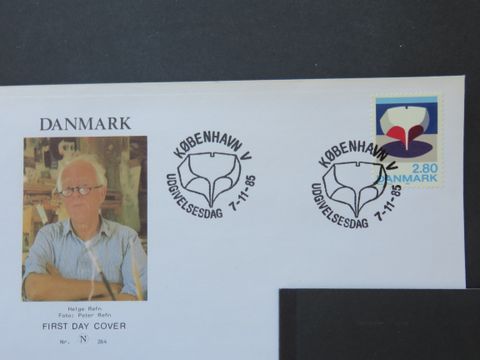 DANMARK
Helge Refn
Foto: Peter Refn
FIRST DAY COVER
Nr. N 264
KØBENHAVN V
UDGIVELSESDAG 7-11-85
KØBENHAVN V
UDGIVELSESDAG 7-11-85
2.80
DANMARK